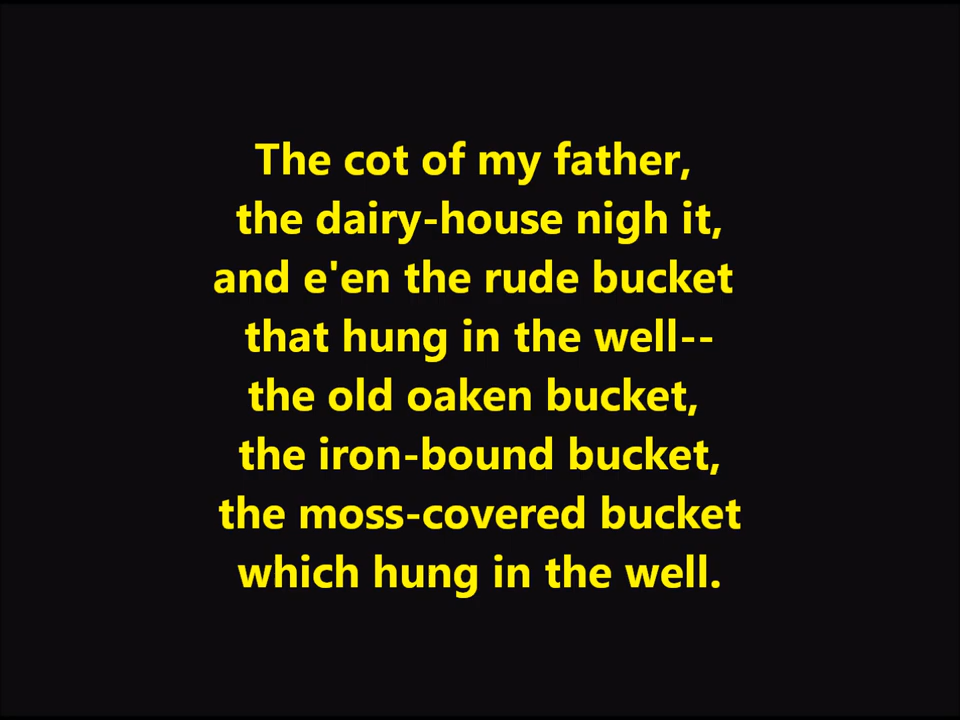 The cot of my father,
the dairy-house nigh it,
and e'en the rude bucket
that hung in the well--
the old oaken bucket,
the iron-bound bucket,
the moss-covered bucket
which hung in the well.